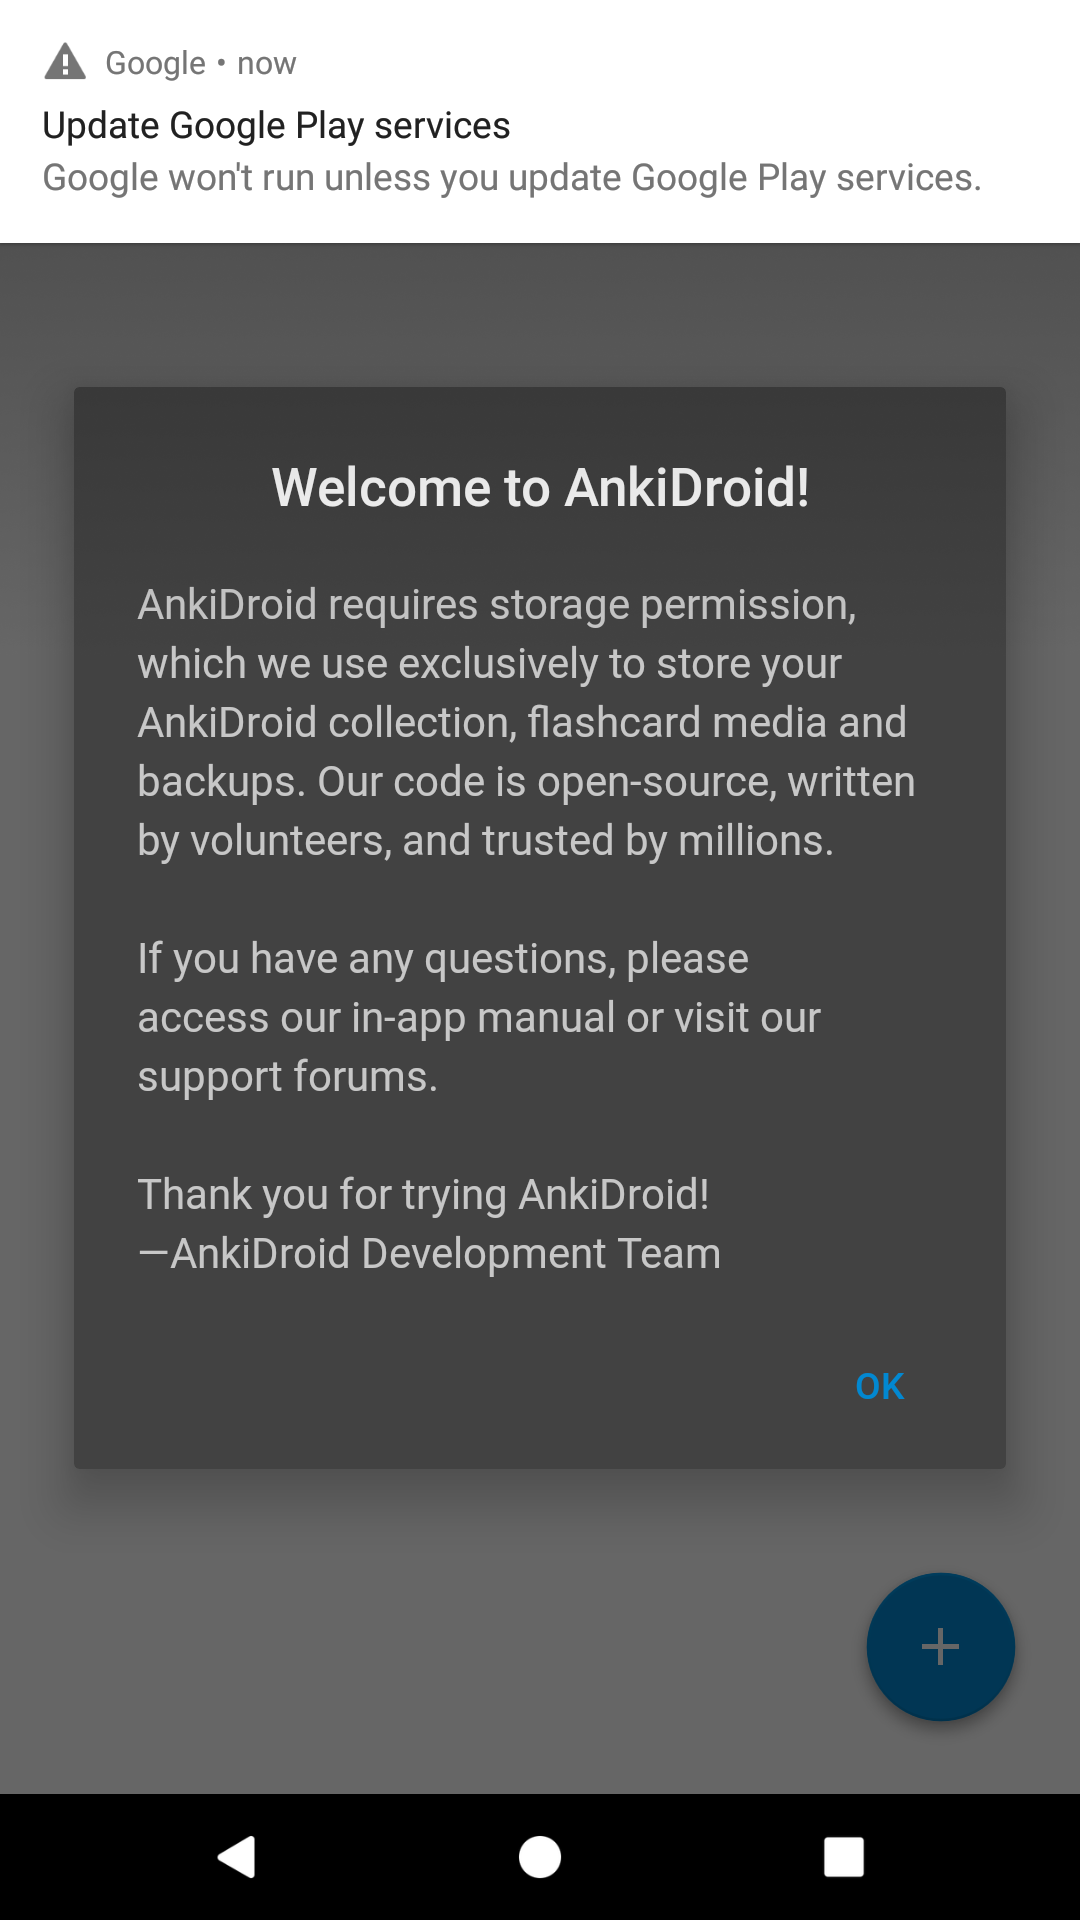 Google • now
Update Google Play services
Google won't run unless you update Google Play services.
Welcome to AnkiDroid!
AnkiDroid requires storage permission,
which we use exclusively to store your
AnkiDroid collection, flashcard media and
backups. Our code is open-source, written
by volunteers, and trusted by millions.
If you have any questions, please
access our in-app manual or visit our
support forums.
Thank you for trying AnkiDroid!
—AnkiDroid Development Team
OK